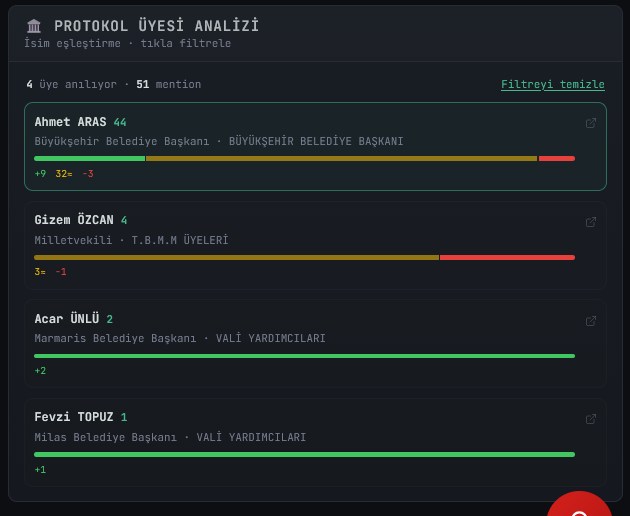 PROTOKOL ÜYESİ ANALİZİ
İsim eşleştirme · tıkla filtrele
4 üye anılıyor · 51 mention Filtreyi temizle
Ahmet ARAS 44
Büyükşehir Belediye Başkanı · BÜYÜKŞEHİR BELEDİYE BAŞKANI
+9 32= -3
Gizem ÖZCAN 4
Milletvekili · T.B.M.M ÜYELERİ
3= -1
Acar ÜNLÜ 2
Marmaris Belediye Başkanı · VALİ YARDIMCILARI
+2
Fevzi TOPUZ 1
Milas Belediye Başkanı · VALİ YARDIMCILARI
+1